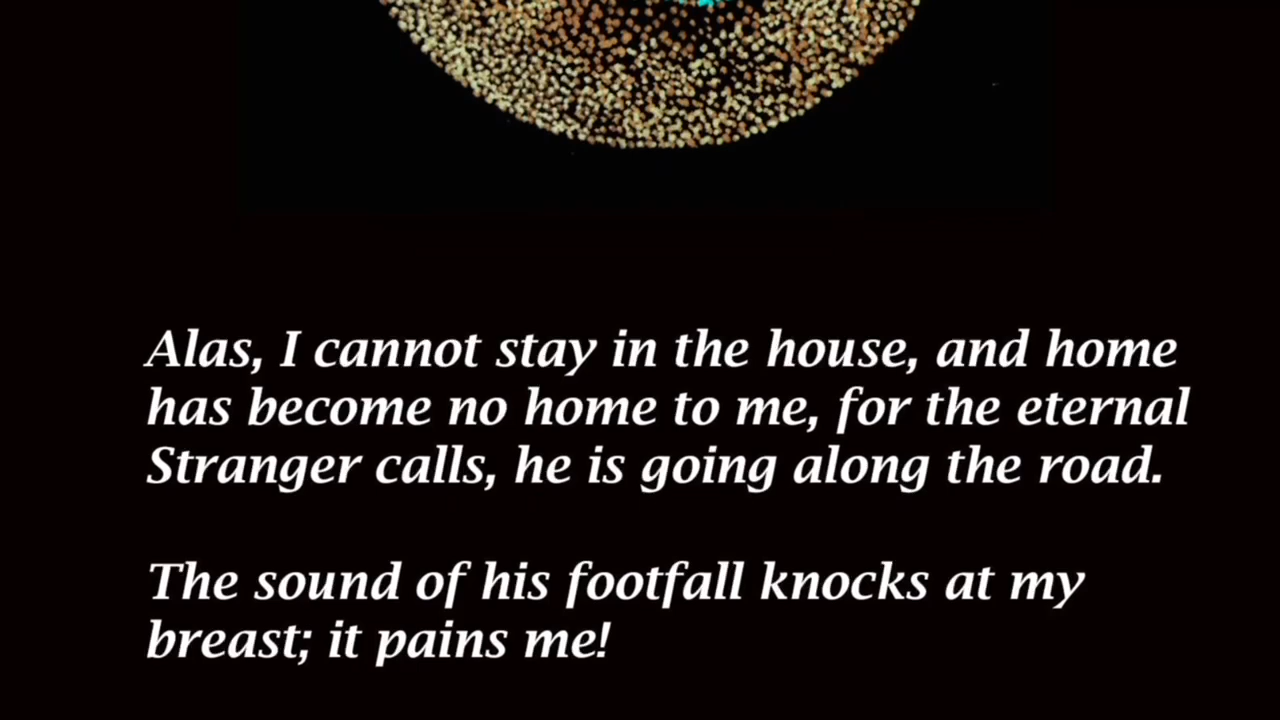 Alas, I cannot stay in the house, and home
has become no home to me, for the eternal
Stranger calls, he is going along the road.
The sound of his footfall knocks at my
breast; it pains me!